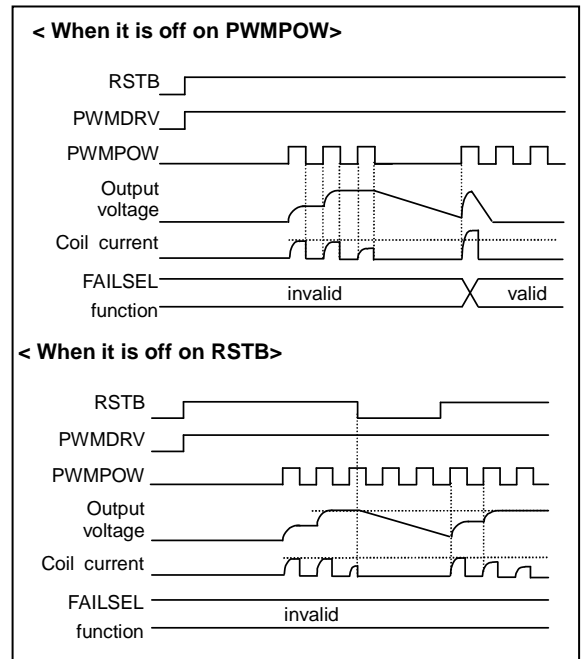 < When it is off on PWMPOW>
RSTB
PWMDRV
PWMPOW
Output
voltage
Coil current
FAILSEL
function
invalid
valid
< When it is off on RSTB>
RSTB
PWMDRV
PWMPOW
Output
voltage
Coil current
FAILSEL
function
invalid